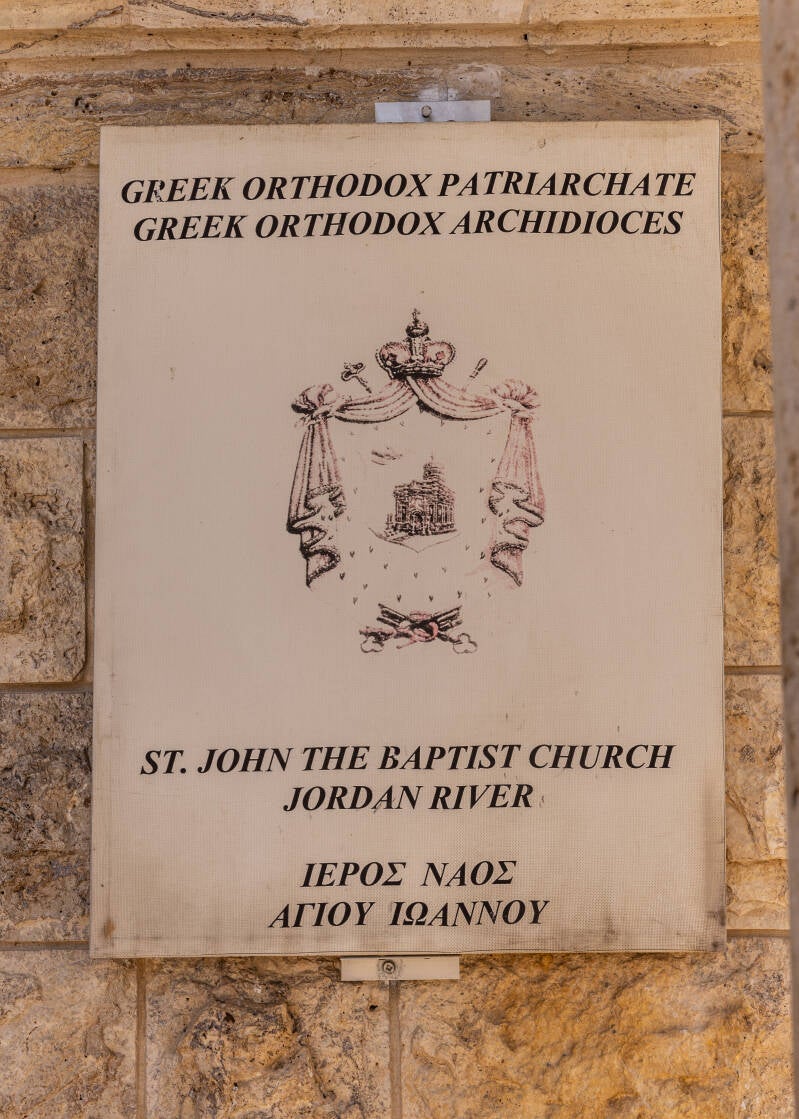 GREEK ORTHODOX PATRIARCHATE
GREEK ORTHODOX ARCHIDIOCES
ST. JOHN THE BAPTIST CHURCH
JORDAN RIVER
ΙΕΡΟΣ ΝΑΟΣ
ΑΓΙΟΥ ΙΩΑΝΝΟΥ